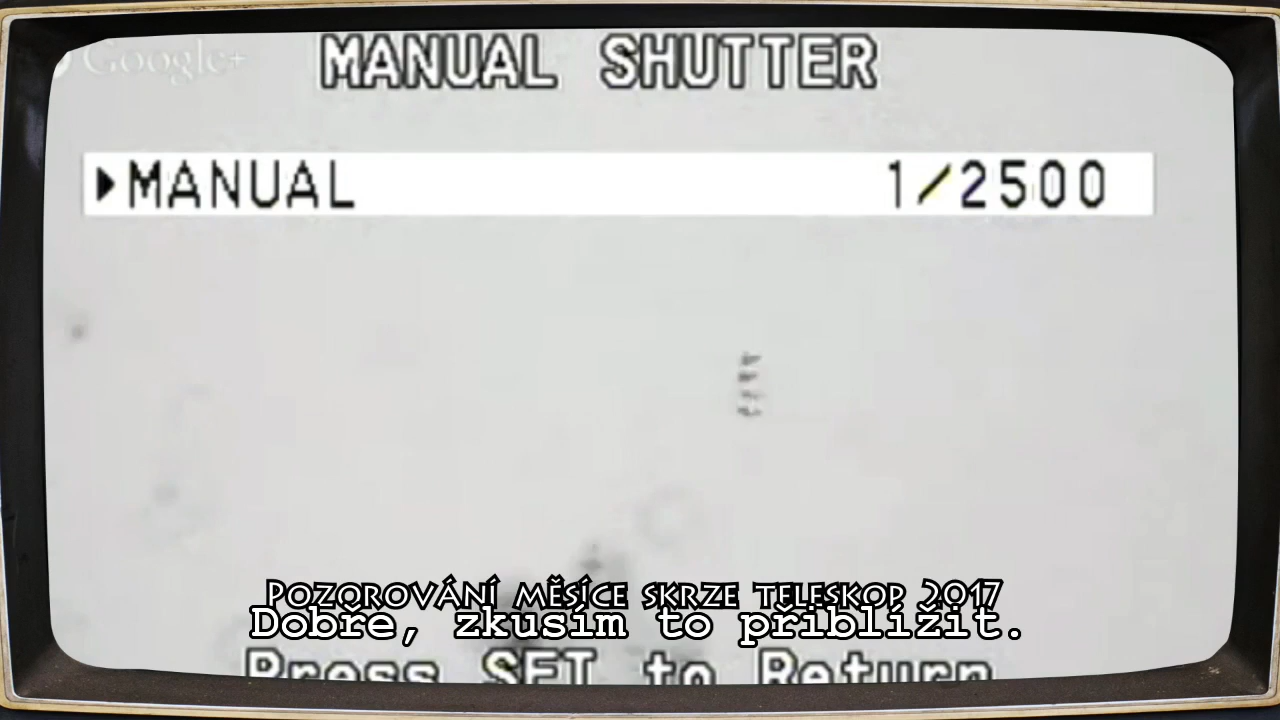 Google+
MANUAL SHUTTER
MANUAL 1/2500
Pozorování měsíce skrze teleskop 2017
Dobře, zkusím to přiblížit.
Press SET to Return